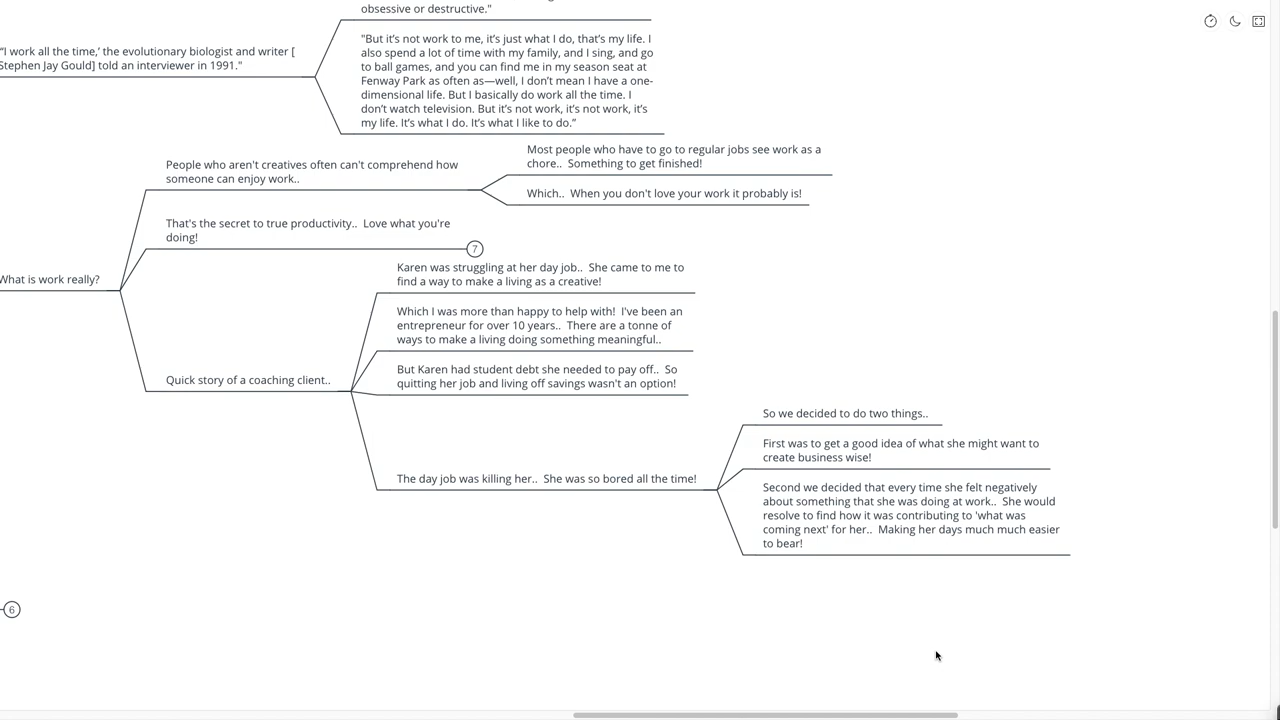 obsessive or destructive."
"I work all the time,' the evolutionary biologist and writer [
Stephen Jay Gould] told an interviewer in 1991."
"But it’s not work to me, it’s just what I do, that’s my life. I
also spend a lot of time with my family, and I sing, and go
to ball games, and you can find me in my season seat at
Fenway Park as often as—well, I don’t mean I have a one-
dimensional life. But I basically do work all the time. I
don’t watch television. But it’s not work, it’s not work, it’s
my life. It’s what I do. It’s what I like to do.”
What is work really?
People who aren't creatives often can't comprehend how
someone can enjoy work..
Most people who have to go to regular jobs see work as a
chore..  Something to get finished!
Which..  When you don't love your work it probably is!
That's the secret to true productivity..  Love what you're
doing!
7
Quick story of a coaching client..
Karen was struggling at her day job..  She came to me to
find a way to make a living as a creative!
Which I was more than happy to help with!  I've been an
entrepreneur for over 10 years..  There are a tonne of
ways to make a living doing something meaningful..
But Karen had student debt she needed to pay off..  So
quitting her job and living off savings wasn't an option!
The day job was killing her..  She was so bored all the time!
So we decided to do two things..
First was to get a good idea of what she might want to
create business wise!
Second we decided that every time she felt negatively
about something that she was doing at work..  She would
resolve to find how it was contributing to 'what was
coming next' for her..  Making her days much much easier
to bear!
6